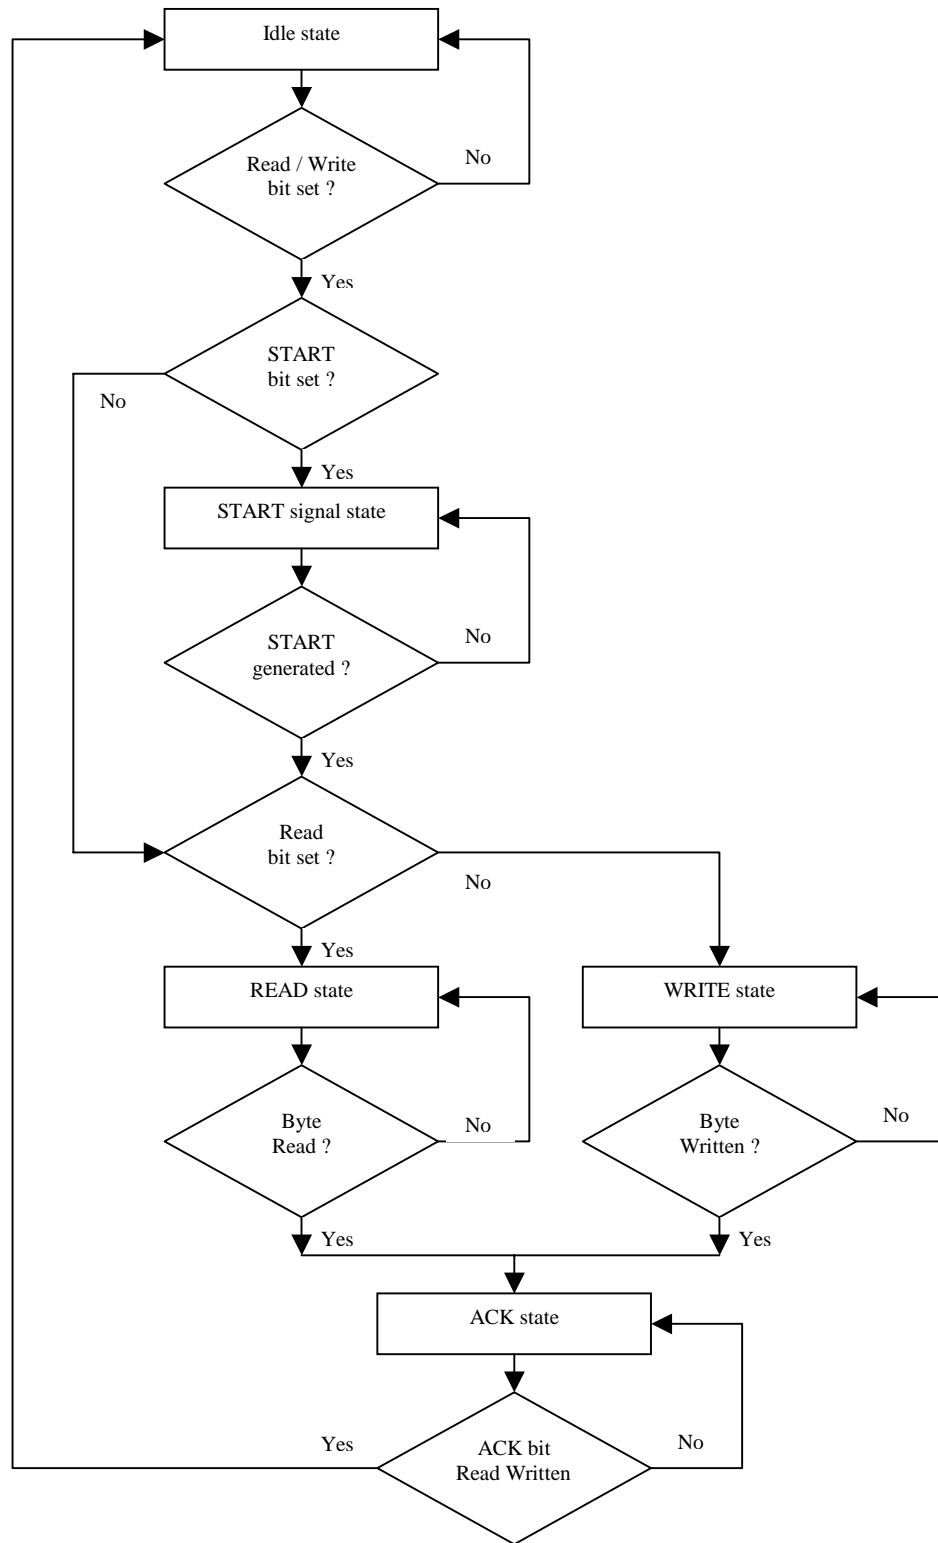 Idle state
Read / Write
bit set ?
No
Yes
START
bit set ?
No
Yes
START signal state
START
generated ?
No
Yes
Read
bit set ?
No
Yes
READ state
WRITE state
Byte
Read ?
No
Byte
Written ?
No
Yes
Yes
ACK state
Yes
ACK bit
Read Written
No